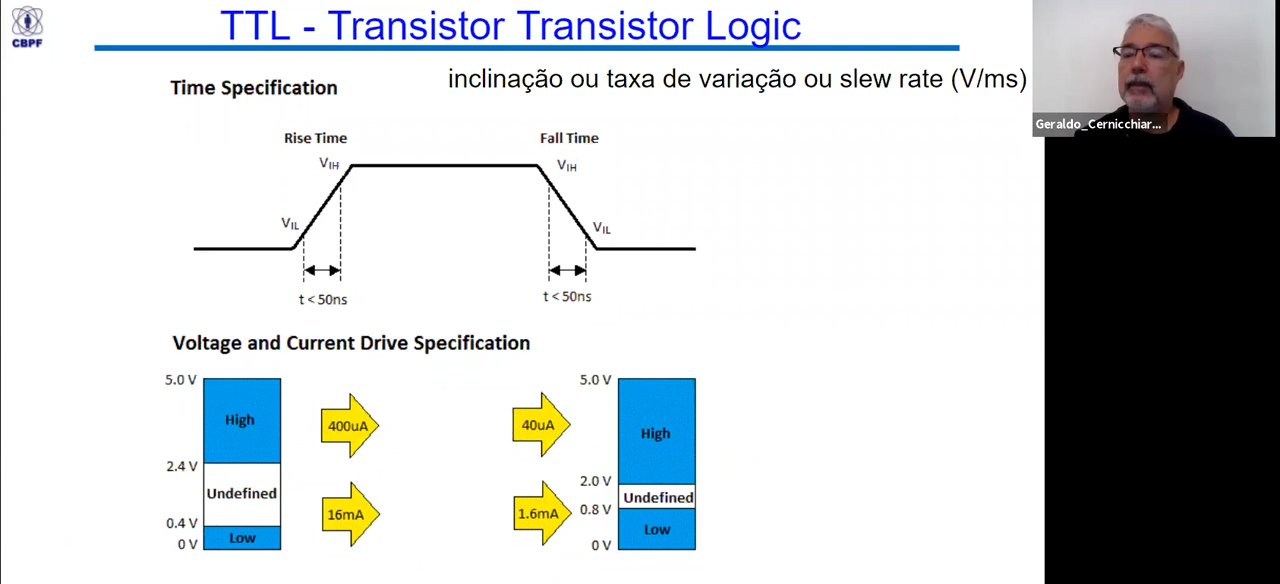 TTL - Transistor Transistor Logic
CBPF
inclinação ou taxa de variação ou slew rate (V/ms)
Time Specification
Geraldo_Cernicchiar...
Rise Time
Fall Time
VIH
VIH
VIL
VIL
t < 50ns
t < 50ns
Voltage and Current Drive Specification
5.0 V
High
2.4 V
Undefined
0.4 V
Low
0 V
400uA
16mA
40uA
1.6mA
5.0 V
High
2.0 V
Undefined
0.8 V
Low
0 V